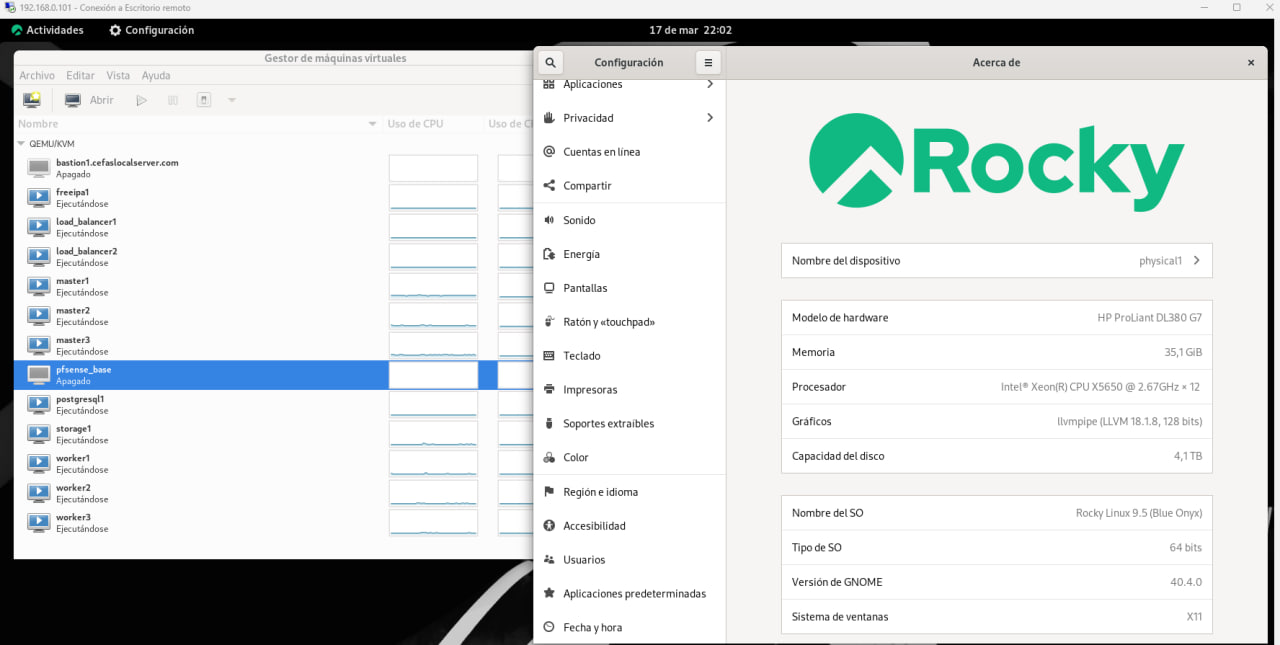 192.168.0.101 - Conexión a Escritorio remoto
Actividades
Configuración
17 de mar 22:02
Gestor de máquinas virtuales
Archivo Editar Vista Ayuda
Abrir
Nombre
Uso de CPU
QEMU/KVM
bastion1.cefaslocalserver.com
Apagado
freeipa1
Ejecutándose
load_balancer1
Ejecutándose
load_balancer2
Ejecutándose
master1
Ejecutándose
master2
Ejecutándose
master3
Ejecutándose
pfsense_base
Apagado
postgresql1
Ejecutándose
storage1
Ejecutándose
worker1
Ejecutándose
worker2
Ejecutándose
worker3
Ejecutándose
Configuración
Aplicaciones
Privacidad
Cuentas en línea
Compartir
Sonido
Energía
Pantallas
Ratón y «touchpad»
Teclado
Impresoras
Soportes extraíbles
Color
Región e idioma
Accesibilidad
Usuarios
Aplicaciones predeterminadas
Fecha y hora
Acerca de
Rocky
Nombre del dispositivo physical1
Modelo de hardware HP ProLiant DL380 G7
Memoria 35,1 GiB
Procesador Intel® Xeon(R) CPU X5650 @ 2.67GHz × 12
Gráficos llvmpipe (LLVM 18.1.8, 128 bits)
Capacidad del disco 4,1 TB
Nombre del SO Rocky Linux 9.5 (Blue Onyx)
Tipo de SO 64 bits
Versión de GNOME 40.4.0
Sistema de ventanas X11